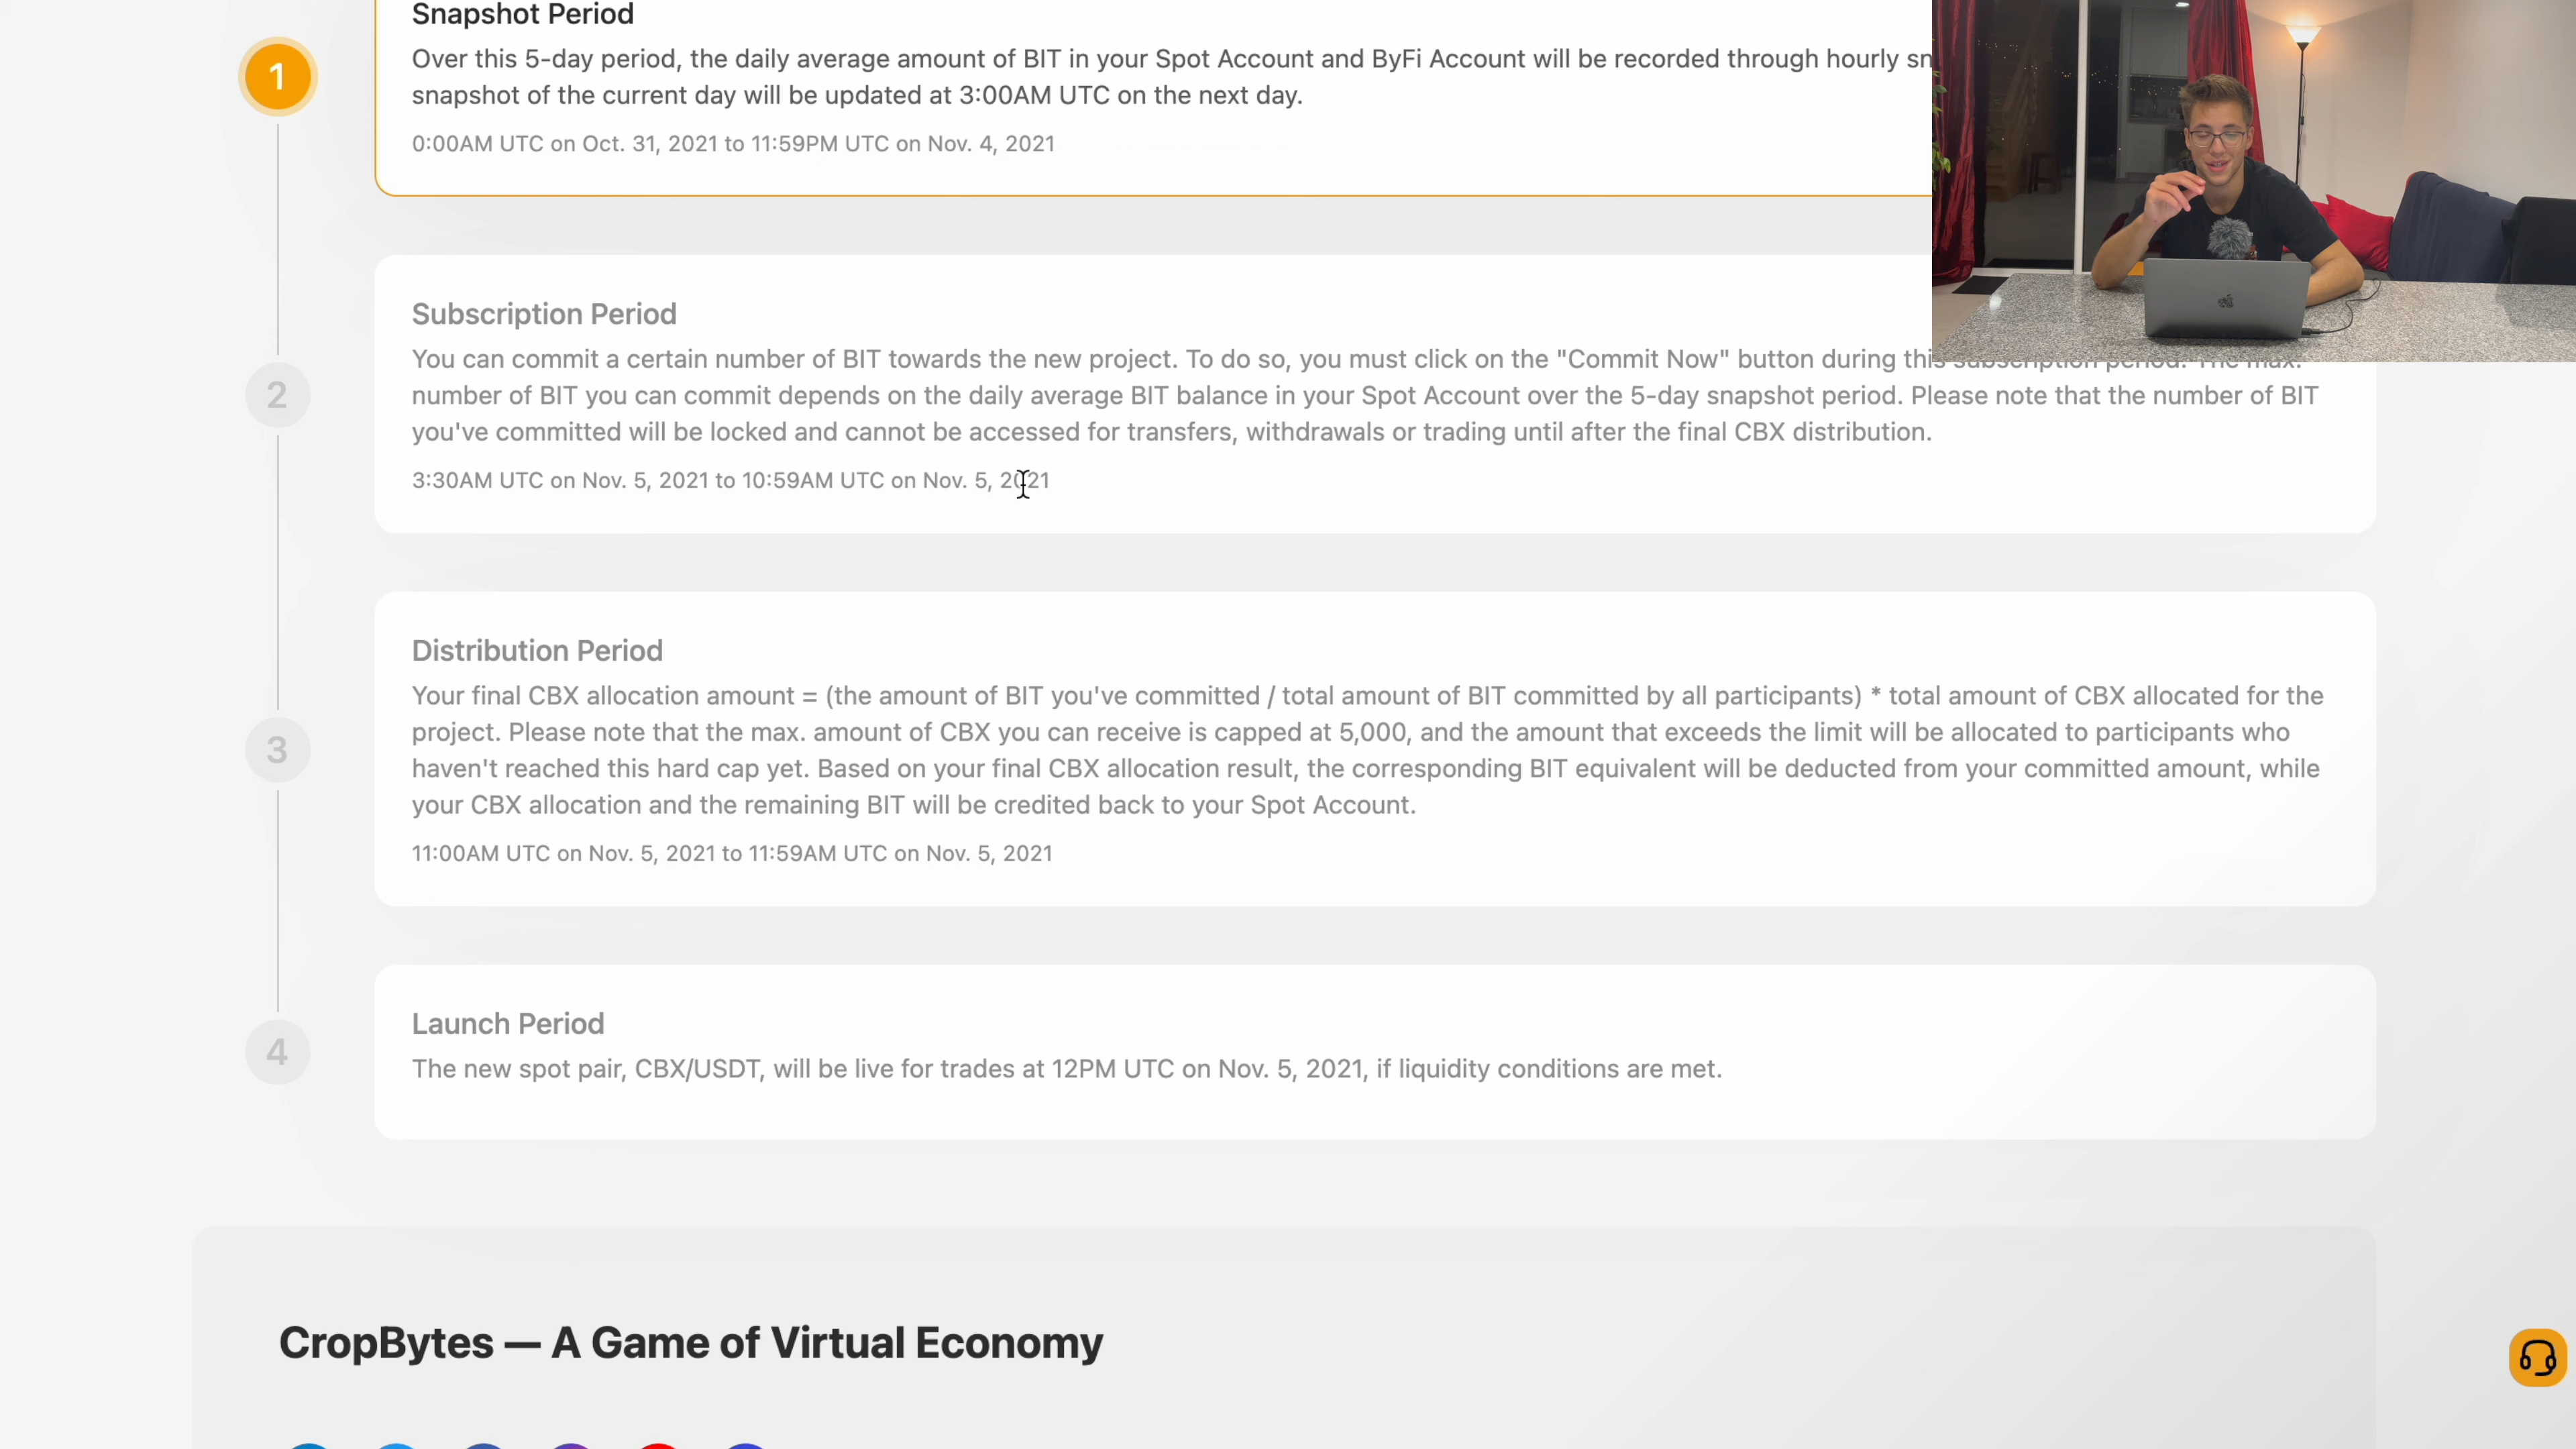 Snapshot Period
1
Over this 5-day period, the daily average amount of BIT in your Spot Account and ByFi Account will be recorded through hourly
snapshot of the current day will be updated at 3:00AM UTC on the next day.
0:00AM UTC on Oct. 31, 2021 to 11:59PM UTC on Nov. 4, 2021
Subscription Period
You can commit a certain number of BIT towards the new project. To do so, you must click on the "Commit Now" button during this subscription period. The max.
2
number of BIT you can commit depends on the daily average BIT balance in your Spot Account over the 5-day snapshot period. Please note that the number of BIT
you've committed will be locked and cannot be accessed for transfers, withdrawals or trading until after the final CBX distribution.
3:30AM UTC on Nov. 5, 2021 to 10:59AM UTC on Nov. 5, 2021
Distribution Period
Your final CBX allocation amount = (the amount of BIT you've committed / total amount of BIT committed by all participants) * total amount of CBX allocated for the
project. Please note that the max. amount of CBX you can receive is capped at 5,000, and the amount that exceeds the limit will be allocated to participants who
3
haven't reached this hard cap yet. Based on your final CBX allocation result, the corresponding BIT equivalent will be deducted from your committed amount, while
your CBX allocation and the remaining BIT will be credited back to your Spot Account.
11:00AM UTC on Nov. 5, 2021 to 11:59AM UTC on Nov. 5, 2021
Launch Period
4
The new spot pair, CBX/USDT, will be live for trades at 12PM UTC on Nov. 5, 2021, if liquidity conditions are met.
CropBytes — A Game of Virtual Economy